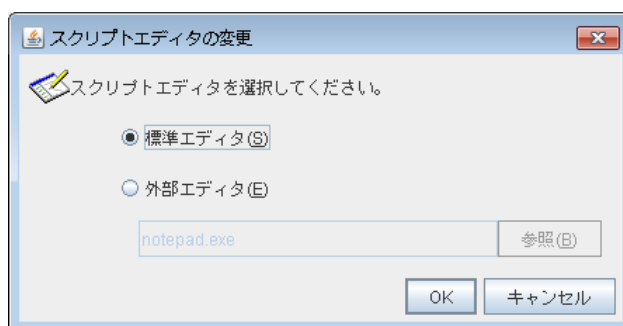 スクリプトエディタの変更
スクリプトエディタを選択してください。
標準エディタ(S)
外部エディタ(E)
notepad.exe 参照(B)
OK キャンセル